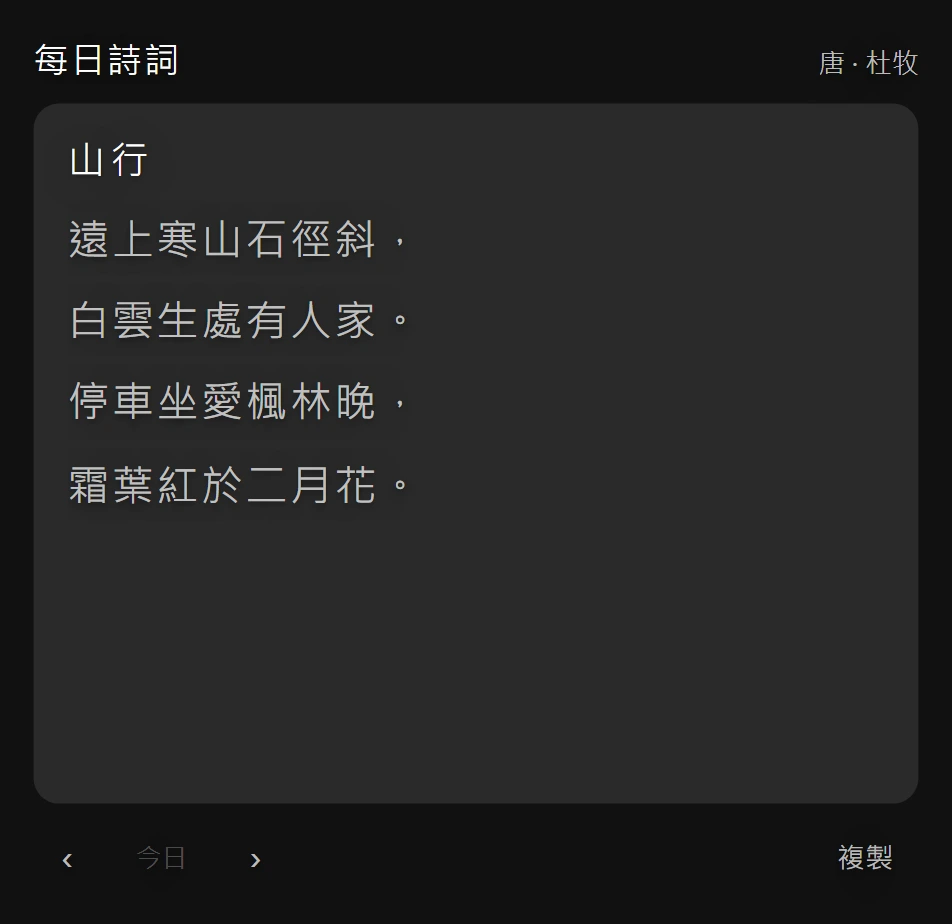 每日詩詞
唐 · 杜牧
山行
遠上寒山石徑斜，
白雲生處有人家。
停車坐愛楓林晚，
霜葉紅於二月花。
‹ 今日 ›
複製